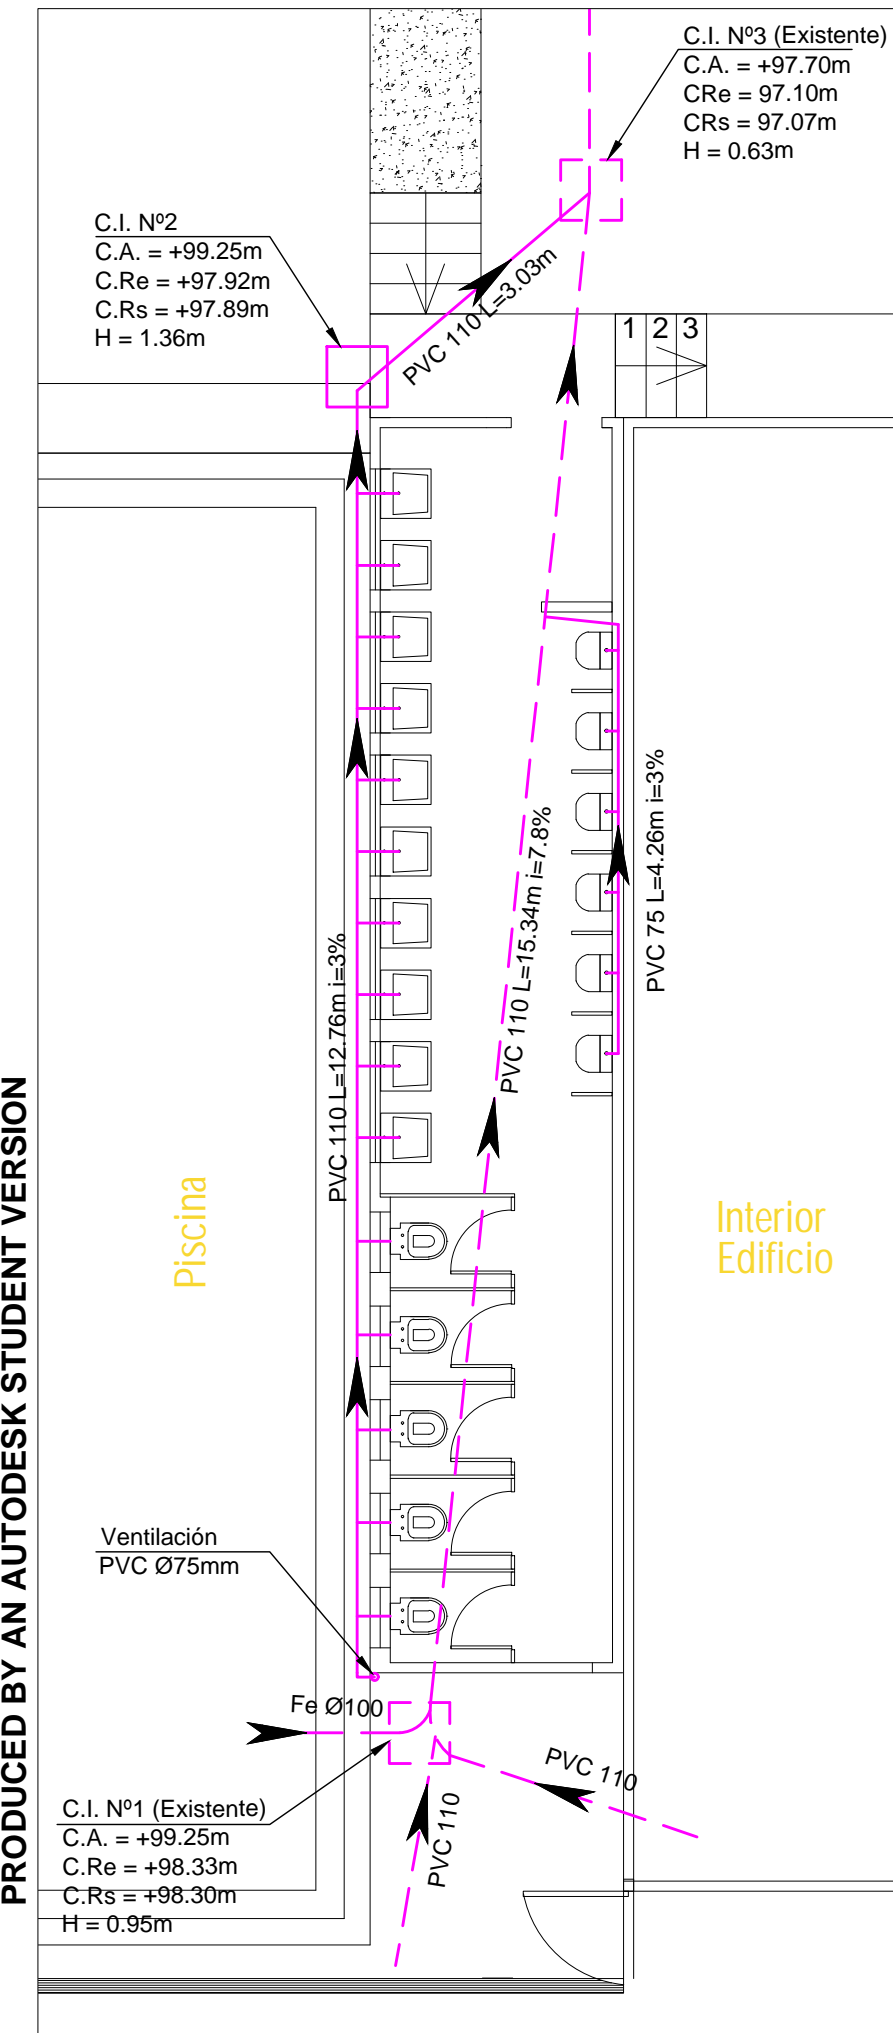 C.I. Nº3 (Existente)
C.A. = +97.70m
CRe = 97.10m
CRs = 97.07m
H = 0.63m
C.I. Nº2
C.A. = +99.25m
C.Re = +97.92m
C.Rs = +97.89m
H = 1.36m
PVC 110 L=3.03m
1 2 3
PVC 110 L=12.76m i=3%
PVC 110 L=15.34m i=7.8%
PVC 75 L=4.26m i=3%
Piscina
Interior
Edificio
Ventilación
PVC Ø75mm
Fe Ø100
PVC 110
PVC 110
C.I. Nº1 (Existente)
C.A. = +99.25m
C.Re = +98.33m
C.Rs = +98.30m
H = 0.95m
PRODUCED BY AN AUTODESK STUDENT VERSION